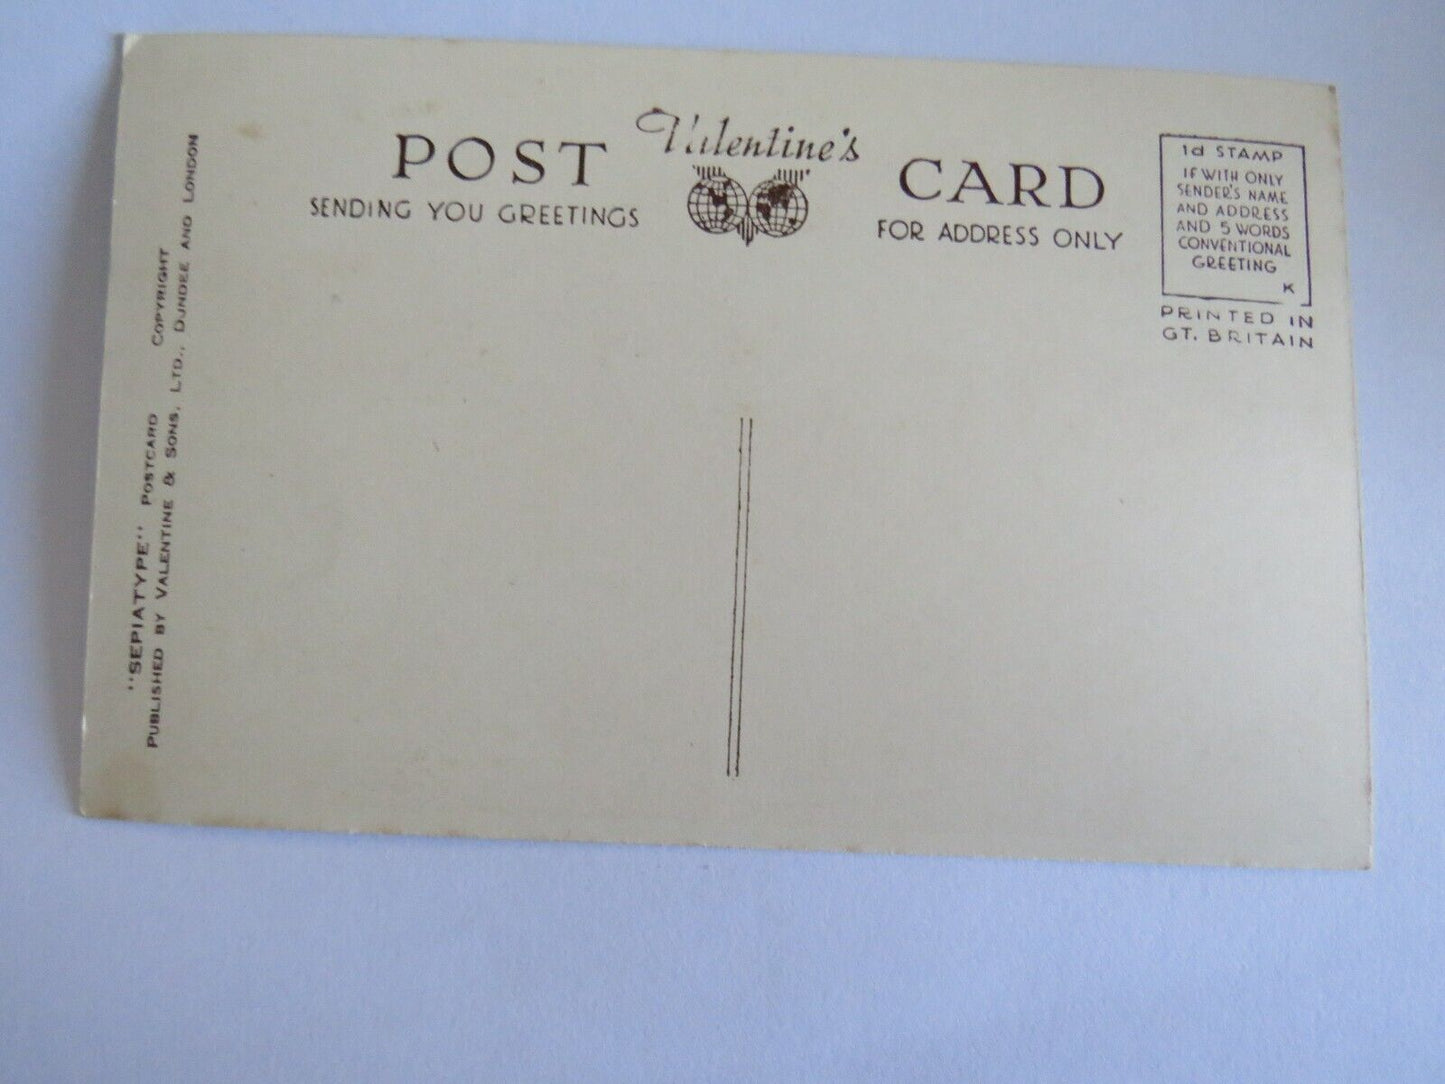 POST Valentine's CARD
SENDING YOU GREETINGS
FOR ADDRESS ONLY
1d STAMP
IF WITH ONLY
SENDER'S NAME
AND ADDRESS
AND 5 WORDS
CONVENTIONAL
GREETING
K
PRINTED IN
GT. BRITAIN
"SEPIATYPE" POSTCARD COPYRIGHT
PUBLISHED BY VALENTINE & SONS, LTD., DUNDEE AND LONDON